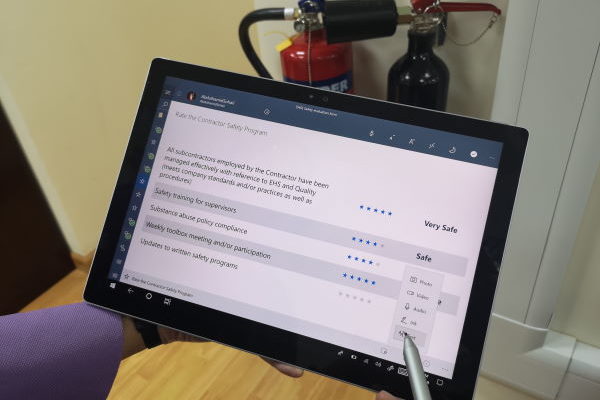 Rate the Contractor Safety Program
All subcontractors employed by the Contractor have been
managed effectively with reference to EHS and Quality
(meets company standards and/or practices as well as
procedures)
Very Safe
Safety training for supervisors
Safe
Substance abuse policy compliance
Weekly toolbox meeting and/or participation
Updates to written safety programs
Photo
Video
Audio
Ink
Rate the Contractor Safety Program